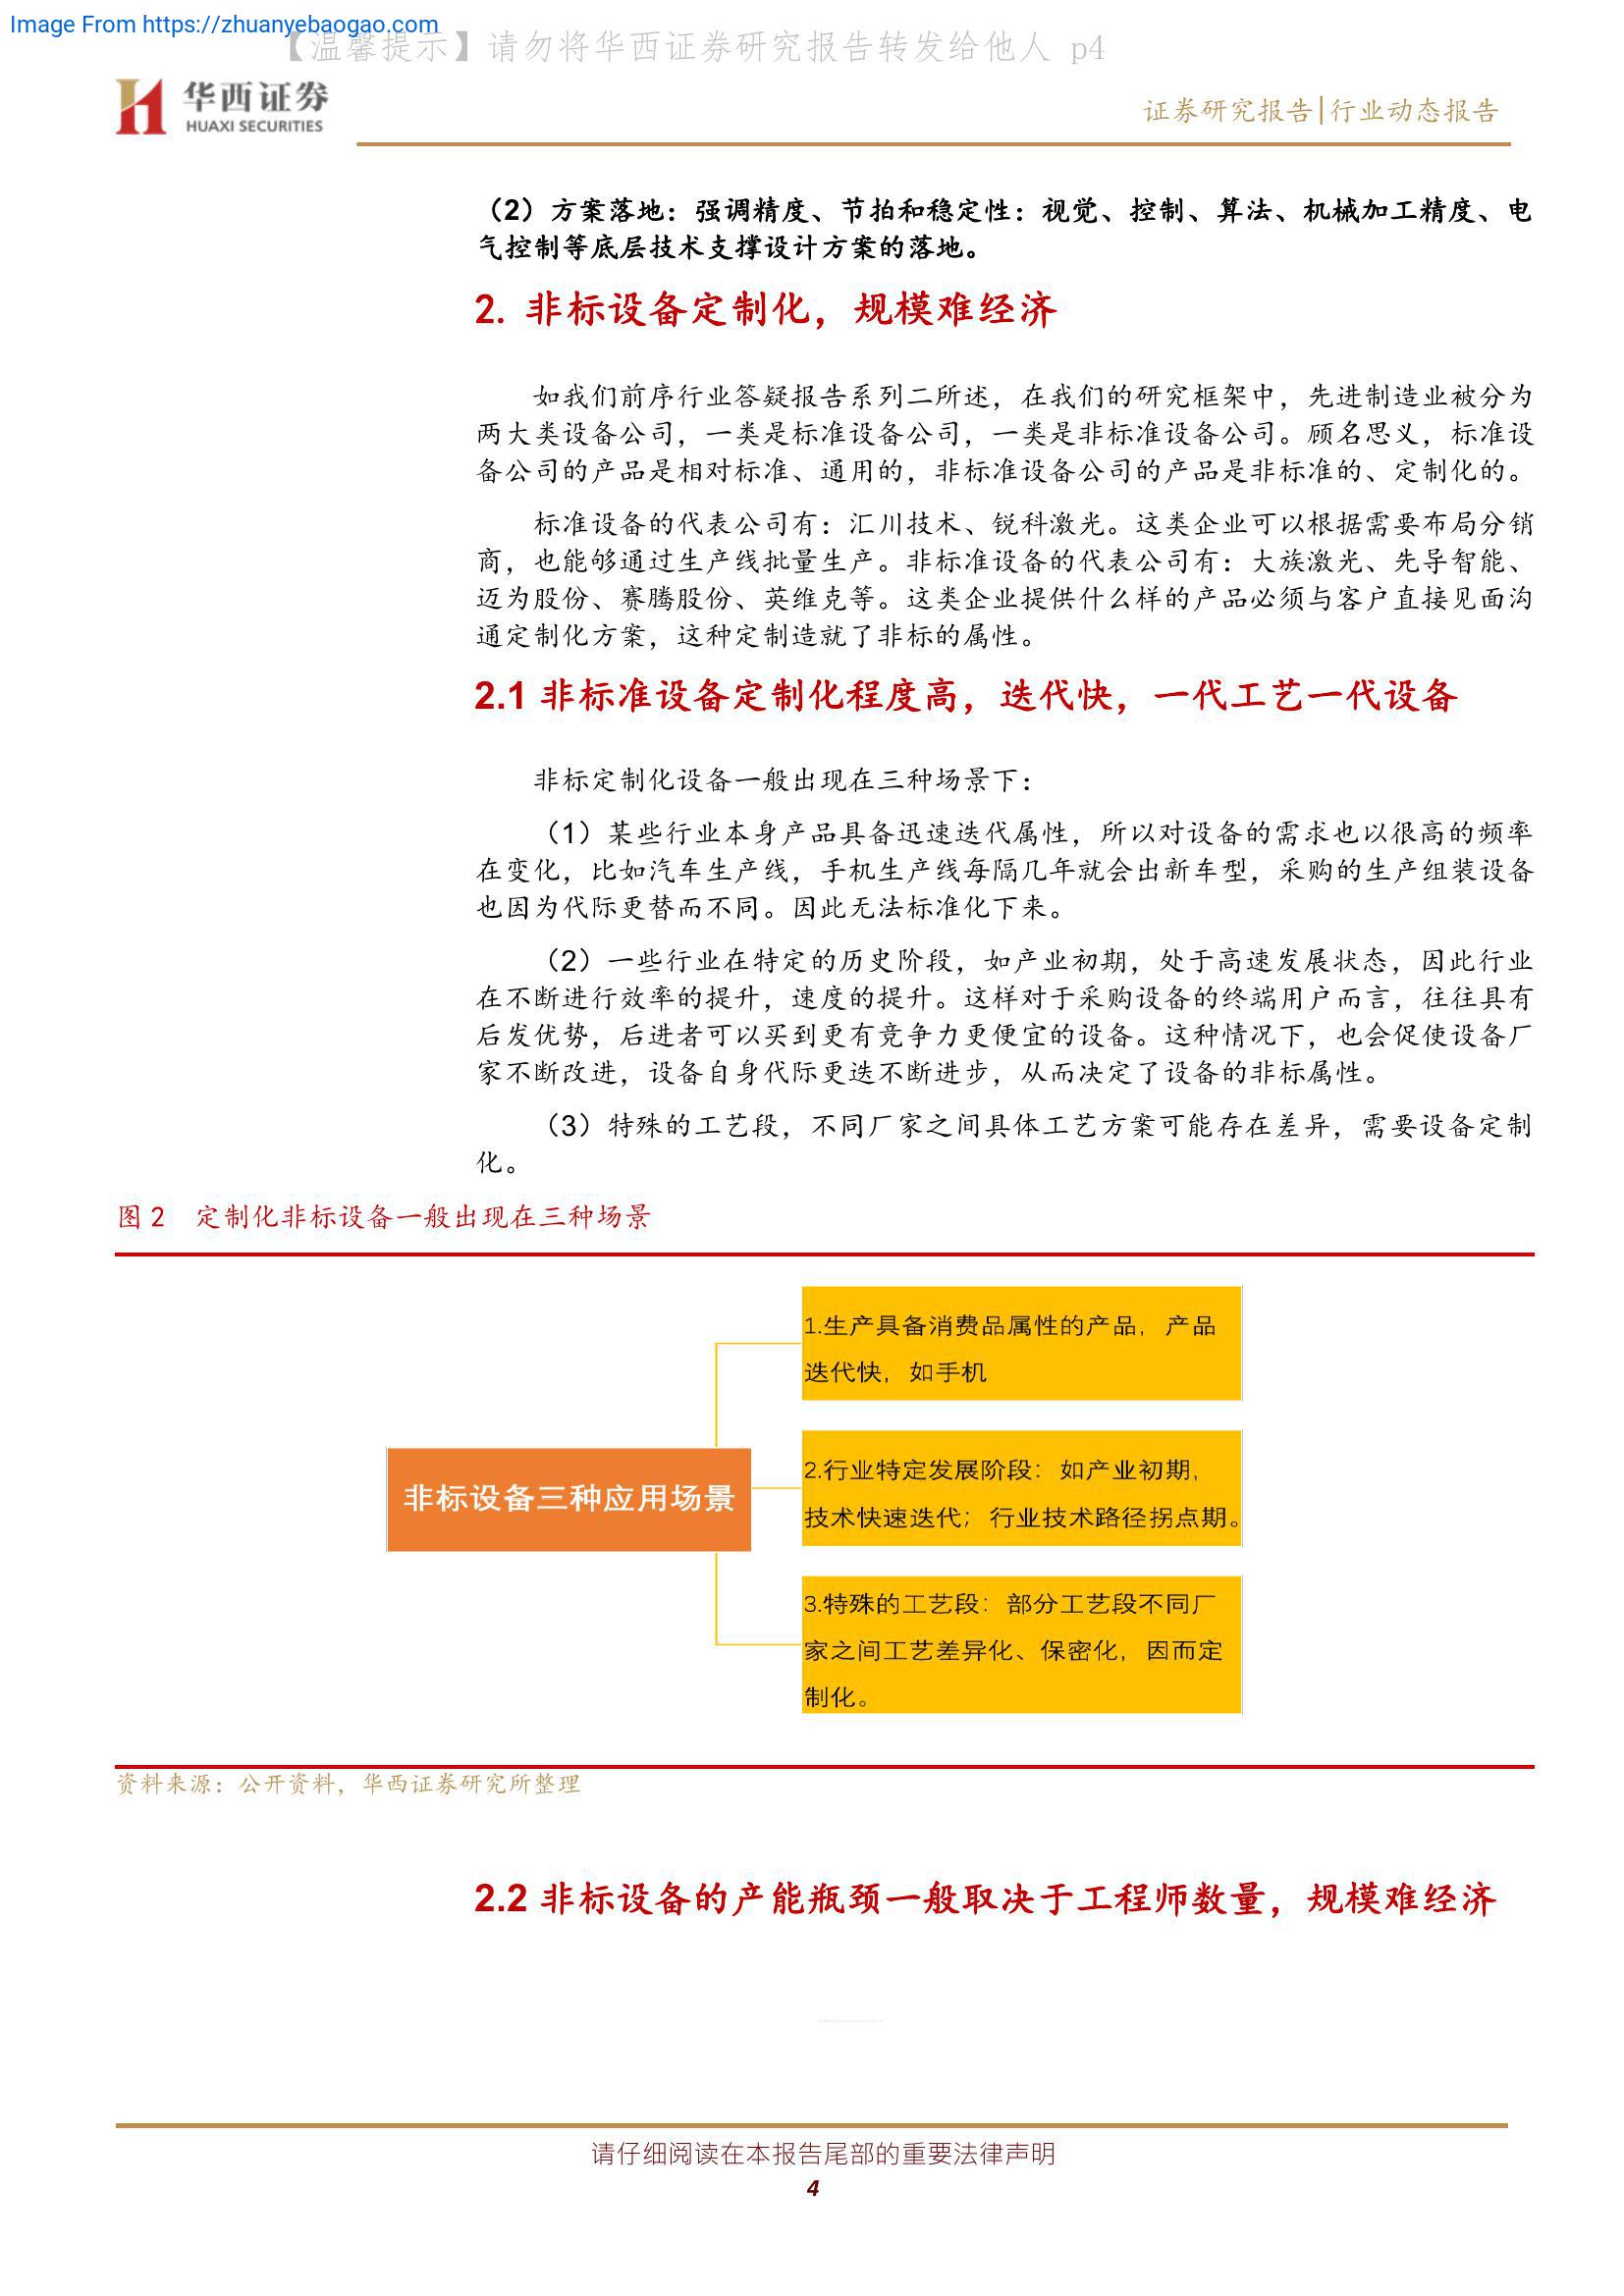 Image From https://zhuanyebaogao.com
【温馨提示】请勿将华西证券研究报告转发给他人 p4
华西证券
HUAXI SECURITIES
证券研究报告|行业动态报告
（2）方案落地：强调精度、节拍和稳定性：视觉、控制、算法、机械加工精度、电
气控制等底层技术支撑设计方案的落地。
2. 非标设备定制化，规模难经济
如我们前序行业答疑报告系列二所述，在我们的研究框架中，先进制造业被分为
两大类设备公司，一类是标准设备公司，一类是非标准设备公司。顾名思义，标准设
备公司的产品是相对标准、通用的，非标准设备公司的产品是非标准的、定制化的。
标准设备的代表公司有：汇川技术、锐科激光。这类企业可以根据需要布局分销
商，也能够通过生产线批量生产。非标准设备的代表公司有：大族激光、先导智能、
迈为股份、赛腾股份、英维克等。这类企业提供什么样的产品必须与客户直接见面沟
通定制化方案，这种定制造就了非标的属性。
2.1 非标准设备定制化程度高，迭代快，一代工艺一代设备
非标定制化设备一般出现在三种场景下：
（1）某些行业本身产品具备迅速迭代属性，所以对设备的需求也以很高的频率
在变化，比如汽车生产线，手机生产线每隔几年就会出新车型，采购的生产组装设备
也因为代际更替而不同。因此无法标准化下来。
（2）一些行业在特定的历史阶段，如产业初期，处于高速发展状态，因此行业
在不断进行效率的提升，速度的提升。这样对于采购设备的终端用户而言，往往具有
后发优势，后进者可以买到更有竞争力更便宜的设备。这种情况下，也会促使设备厂
家不断改进，设备自身代际更迭不断进步，从而决定了设备的非标属性。
（3）特殊的工艺段，不同厂家之间具体工艺方案可能存在差异，需要设备定制
化。
图 2 定制化非标设备一般出现在三种场景
1.生产具备消费品属性的产品，产品
迭代快，如手机
非标设备三种应用场景
2.行业特定发展阶段：如产业初期，
技术快速迭代；行业技术路径拐点期。
3.特殊的工艺段：部分工艺段不同厂
家之间工艺差异化、保密化，因而定
制化。
资料来源：公开资料，华西证券研究所整理
2.2 非标设备的产能瓶颈一般取决于工程师数量，规模难经济
请仔细阅读在本报告尾部的重要法律声明
4